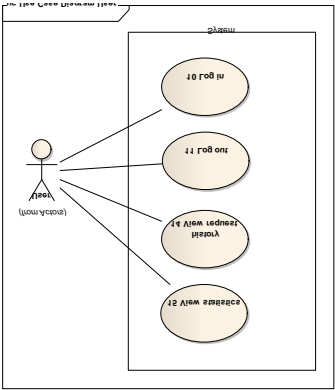 uc Use Case Diagram User
System
10 Log in
11 Log out
User
(from Actors)
14 View request
history
15 View statistics